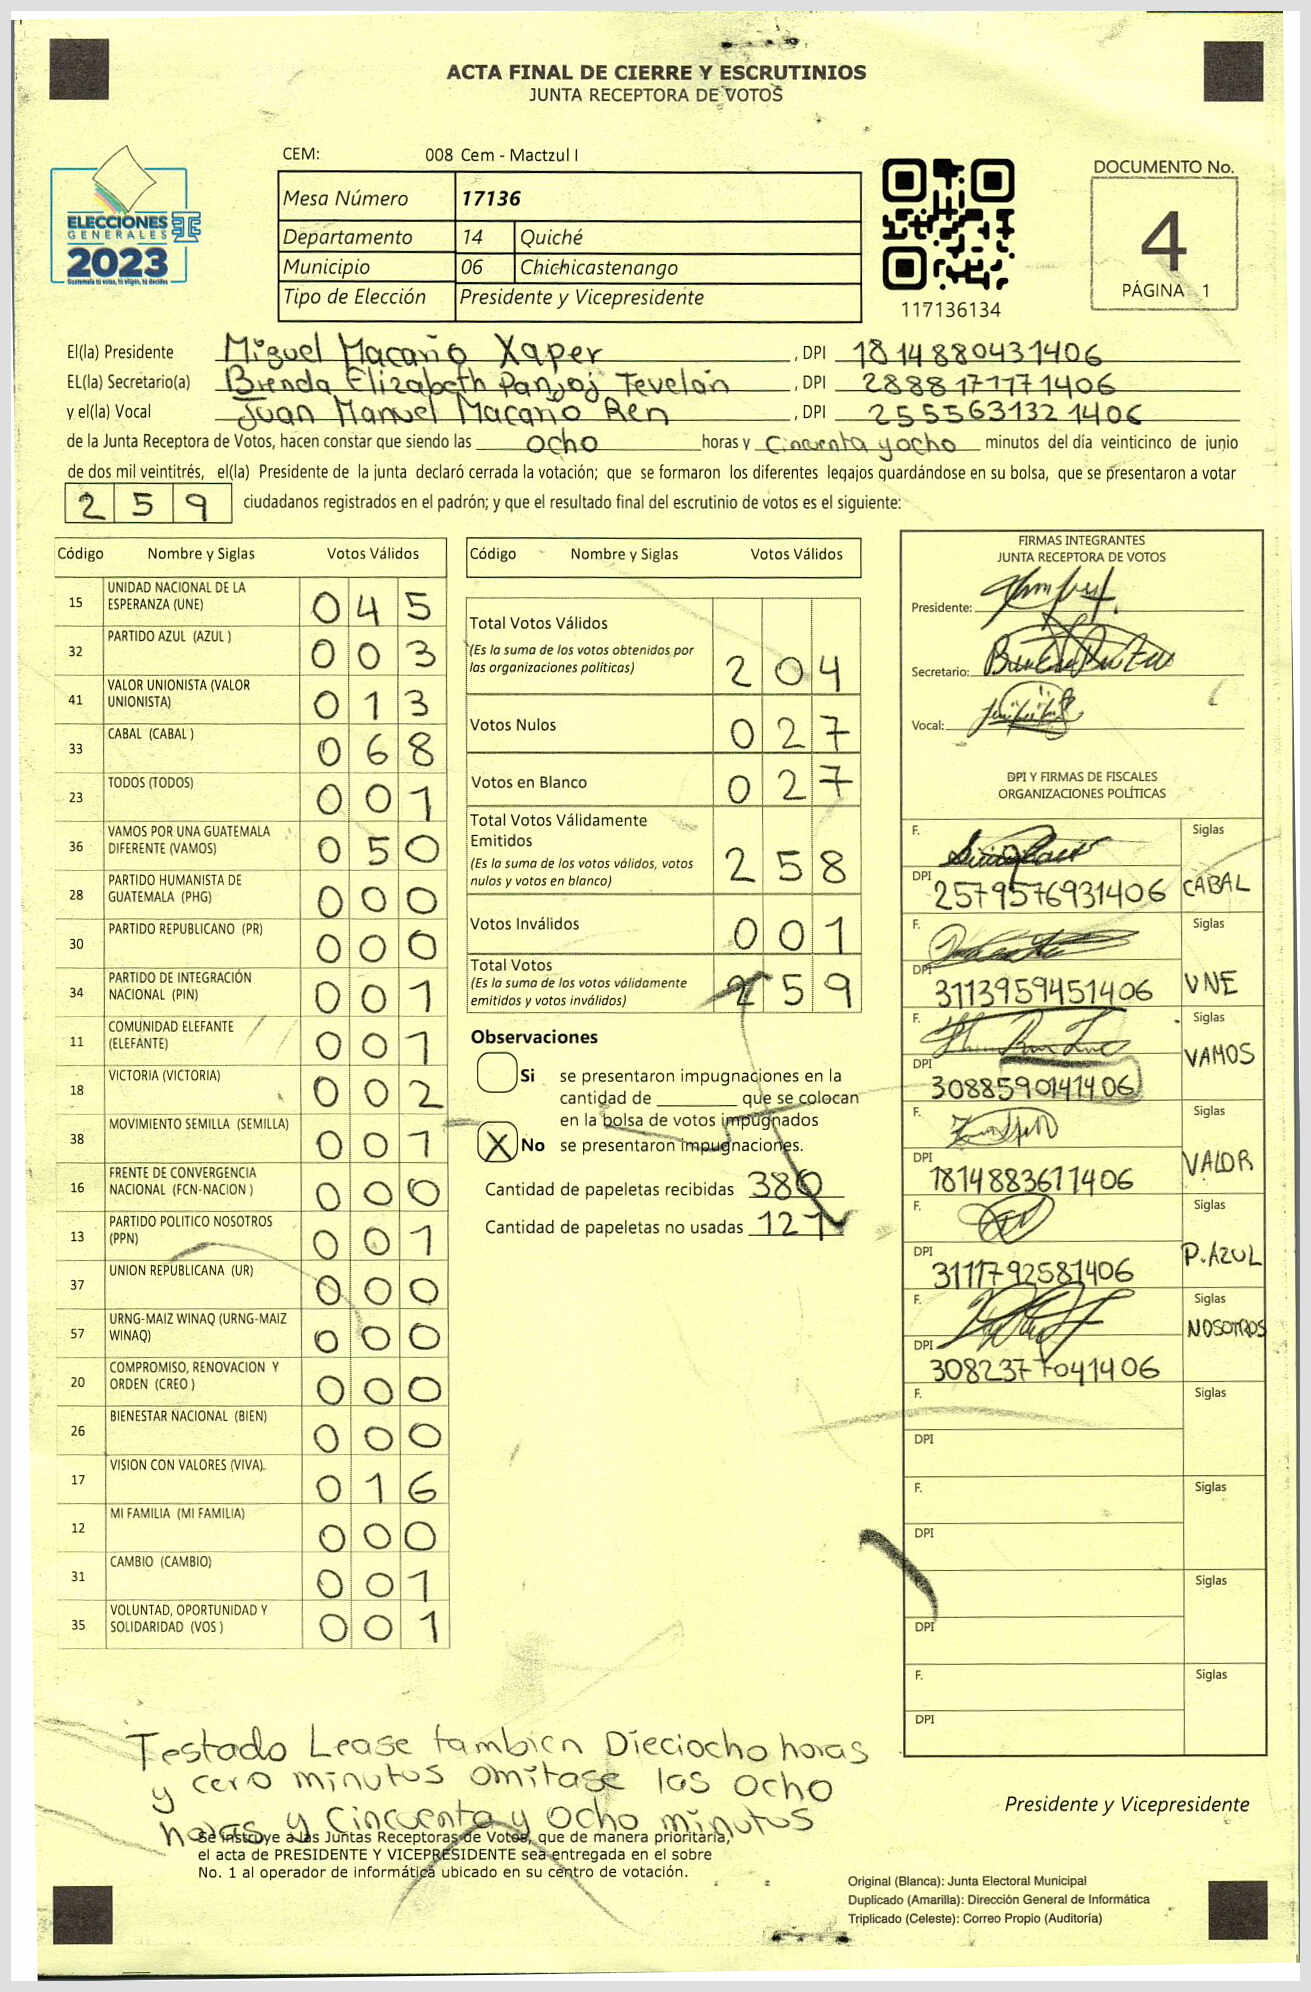 ACTA FINAL DE CIERRE Y ESCRUTINIOS
JUNTA RECEPTORA DE VOTOS
CEM: 008 Cem - Mactzul I
Mesa Número 17136
Departamento 14 Quiché
Municipio 06 Chichicastenango
Tipo de Elección Presidente y Vicepresidente
ELECCIONES
GENERALES
2023
Guatemala tú votas, tú eliges, tú decides
117136134
DOCUMENTO No.
4
PÁGINA 1
El(la) Presidente Miguel Macario Xaper, DPI 1814880431406
EL(la) Secretario(a) Brenda Elizabeth Panjoj Tevelán, DPI 2888171171406
y el(la) Vocal Juan Manuel Macario Ren, DPI 2555631321406
de la Junta Receptora de Votos, hacen constar que siendo las ocho horas y cincuenta y ocho minutos del día veinticinco de junio
de dos mil veintitrés, el(la) Presidente de la junta declaró cerrada la votación; que se formaron los diferentes legajos guardándose en su bolsa, que se presentaron a votar
259 ciudadanos registrados en el padrón; y que el resultado final del escrutinio de votos es el siguiente:
Código Nombre y Siglas Votos Válidos
15 UNIDAD NACIONAL DE LA ESPERANZA (UNE) 045
32 PARTIDO AZUL (AZUL ) 003
41 VALOR UNIONISTA (VALOR UNIONISTA) 013
33 CABAL (CABAL ) 068
23 TODOS (TODOS) 001
36 VAMOS POR UNA GUATEMALA DIFERENTE (VAMOS) 050
28 PARTIDO HUMANISTA DE GUATEMALA (PHG) 000
30 PARTIDO REPUBLICANO (PR) 000
34 PARTIDO DE INTEGRACIÓN NACIONAL (PIN) 001
11 COMUNIDAD ELEFANTE (ELEFANTE) 001
18 VICTORIA (VICTORIA) 002
38 MOVIMIENTO SEMILLA (SEMILLA) 001
16 FRENTE DE CONVERGENCIA NACIONAL (FCN-NACION ) 000
13 PARTIDO POLITICO NOSOTROS (PPN) 001
37 UNION REPUBLICANA (UR) 000
57 URNG-MAIZ WINAQ (URNG-MAIZ WINAQ) 000
20 COMPROMISO, RENOVACION Y ORDEN (CREO ) 000
26 BIENESTAR NACIONAL (BIEN) 000
17 VISION CON VALORES (VIVA). 016
12 MI FAMILIA (MI FAMILIA) 000
31 CAMBIO (CAMBIO) 001
35 VOLUNTAD, OPORTUNIDAD Y SOLIDARIDAD (VOS ) 001
Código Nombre y Siglas Votos Válidos
Total Votos Válidos 204
(Es la suma de los votos obtenidos por
las organizaciones políticas)
Votos Nulos 027
Votos en Blanco 027
Total Votos Válidamente
Emitidos 258
(Es la suma de los votos válidos, votos
nulos y votos en blanco)
Votos Inválidos 001
Total Votos 259
(Es la suma de los votos válidamente
emitidos y votos inválidos)
Observaciones
Si se presentaron impugnaciones en la
cantidad de ________ que se colocan
en la bolsa de votos impugnados
X No se presentaron impugnaciones.
Cantidad de papeletas recibidas 380
Cantidad de papeletas no usadas 121
FIRMAS INTEGRANTES
JUNTA RECEPTORA DE VOTOS
Presidente:
Secretario:
Vocal:
DPI Y FIRMAS DE FISCALES
ORGANIZACIONES POLÍTICAS
F. Siglas
DPI 2579576931406 CABAL
F. Siglas
DPI 3113959451406 UNE
F. Siglas
DPI 3088590141406 VAMOS
F. Siglas
DPI 1814883611406 VALOR
F. Siglas
DPI 3111792581406 P.AZUL
F. Siglas
DPI 3082377041406 NOSOTROS
F. Siglas
DPI
F. Siglas
DPI
F. Siglas
DPI
F. Siglas
DPI
Testado Lease tambien Dieciocho horas
y cero minutos omitase las ocho
horas y Cincuenta y ocho minutos
Se instruye a las Juntas Receptoras de Votos, que de manera prioritaria,
el acta de PRESIDENTE Y VICEPRESIDENTE sea entregada en el sobre
No. 1 al operador de informática ubicado en su centro de votación.
Presidente y Vicepresidente
Original (Blanca): Junta Electoral Municipal
Duplicado (Amarilla): Dirección General de Informática
Triplicado (Celeste): Correo Propio (Auditoría)